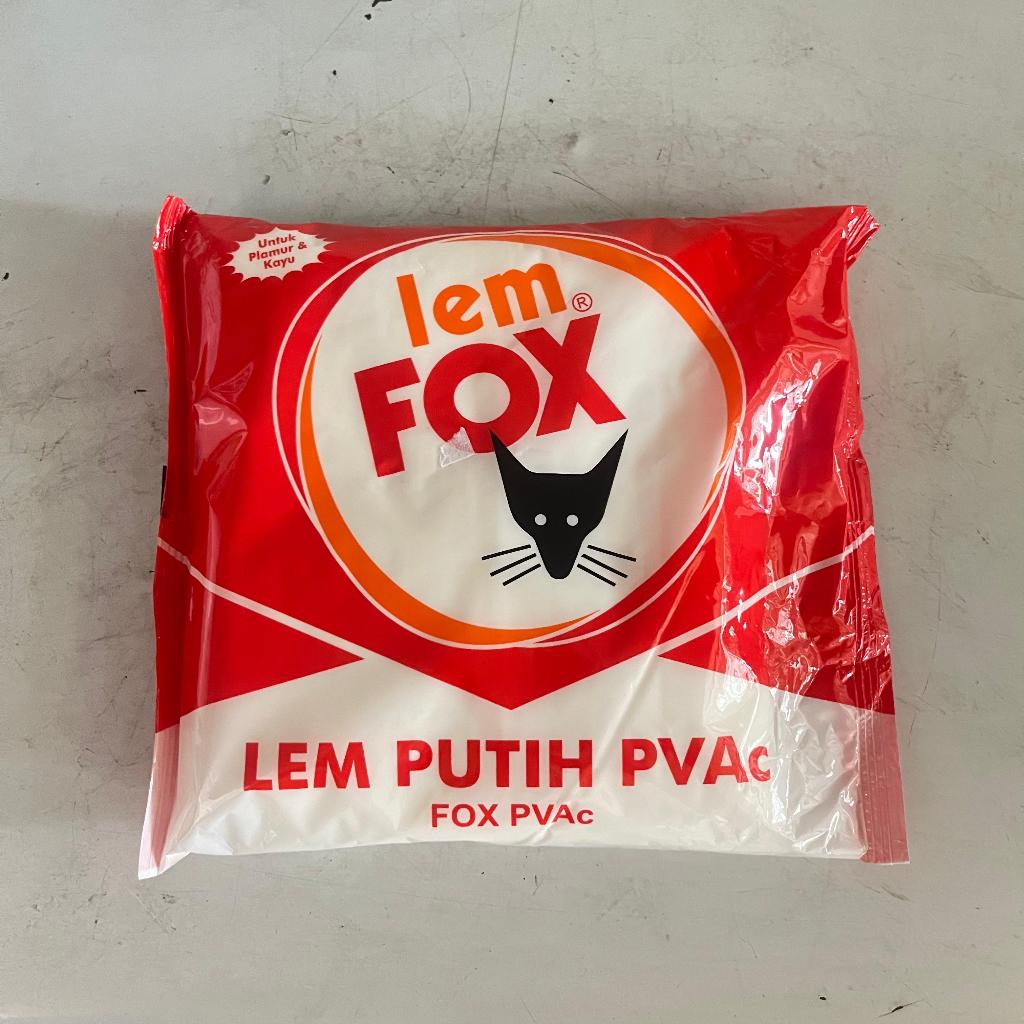 Untuk
Plamur &
Kayu
lem®
FOX
LEM PUTIH PVAc
FOX PVAc